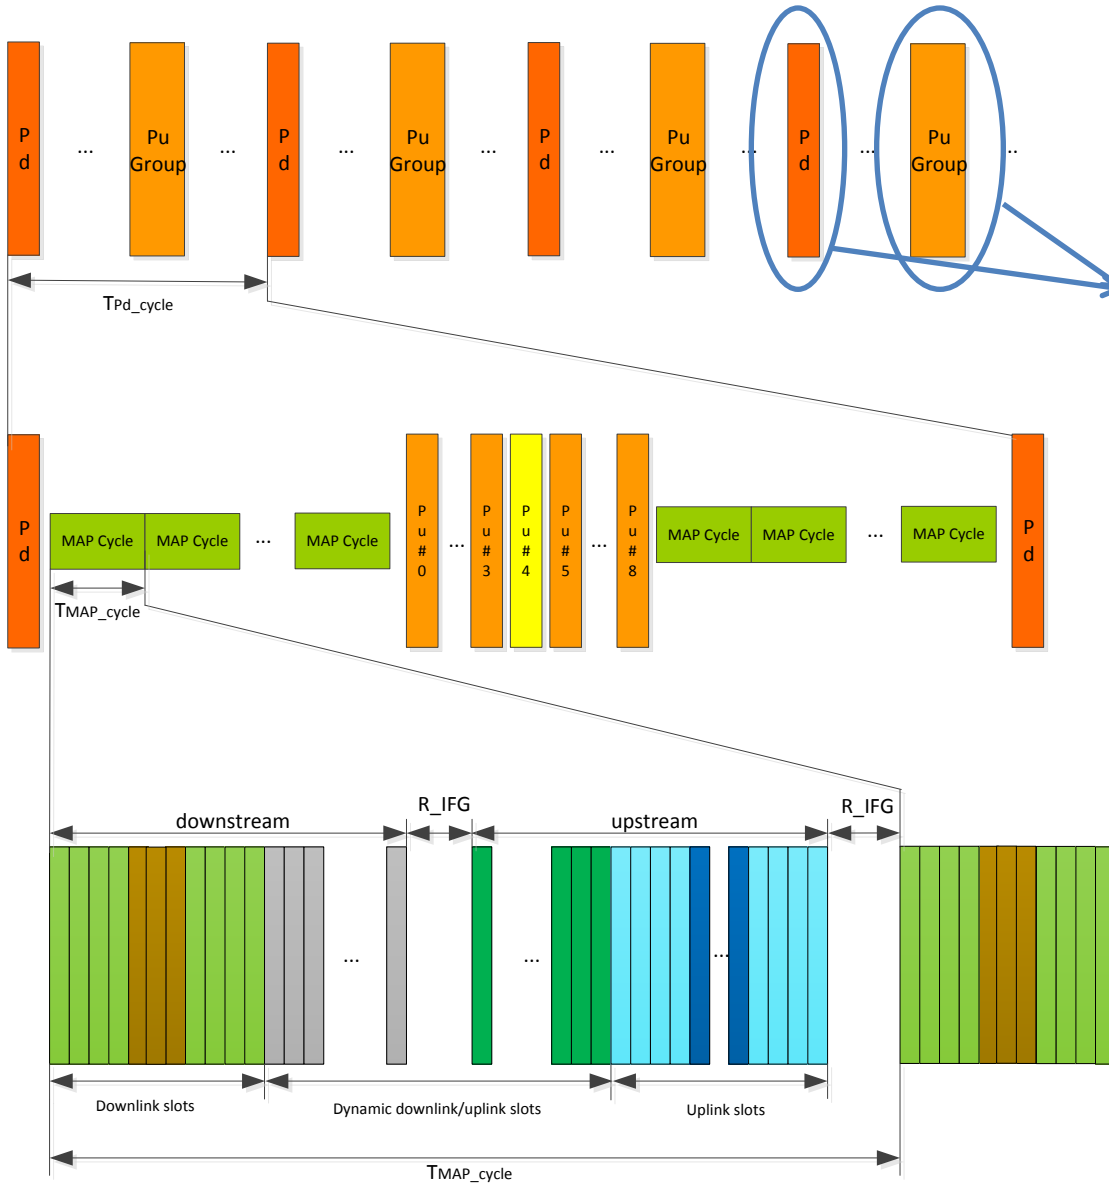 P
d
...
Pu
Group
...
P
d
...
Pu
Group
...
P
d
...
Pu
Group
...
P
d
...
Pu
Group
..
TPd_cycle
P
d
MAP Cycle
MAP Cycle
...
MAP Cycle
P
u
#
0
...
P
u
#
3
P
u
#
4
P
u
#
5
...
P
u
#
8
MAP Cycle
MAP Cycle
...
MAP Cycle
P
d
TMAP_cycle
downstream
R_IFG
upstream
R_IFG
...
...
...
Downlink slots
Dynamic downlink/uplink slots
Uplink slots
TMAP_cycle